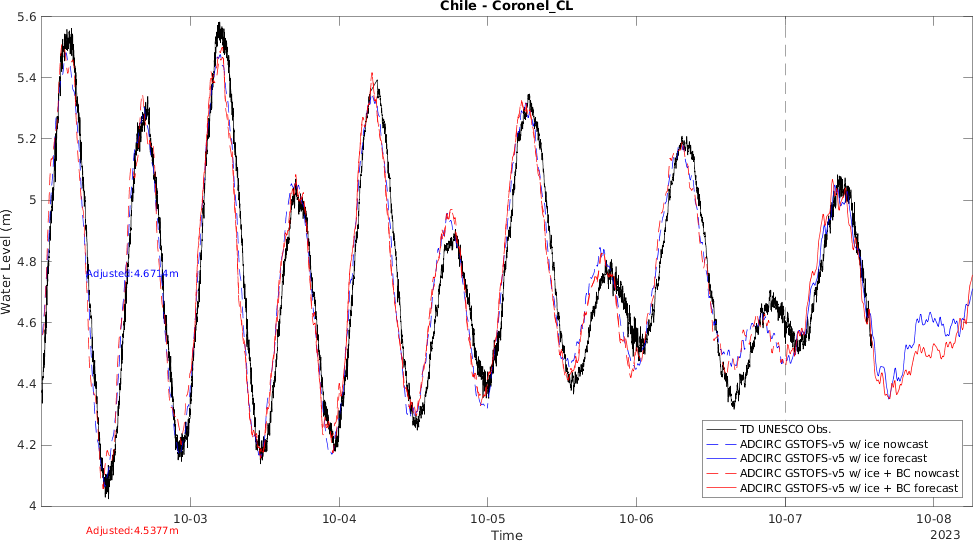 Chile - Coronel_CL
5.6
5.4
5.2
5
4.8
4.6
4.4
4.2
4
Water Level (m)
Adjusted:4.6714m
Adjusted:4.5377m
TD UNESCO Obs.
ADCIRC GSTOFS-v5 w/ ice nowcast
ADCIRC GSTOFS-v5 w/ ice forecast
ADCIRC GSTOFS-v5 w/ ice + BC nowcast
ADCIRC GSTOFS-v5 w/ ice + BC forecast
10-03 10-04 10-05 10-06 10-07 10-08
Time
2023